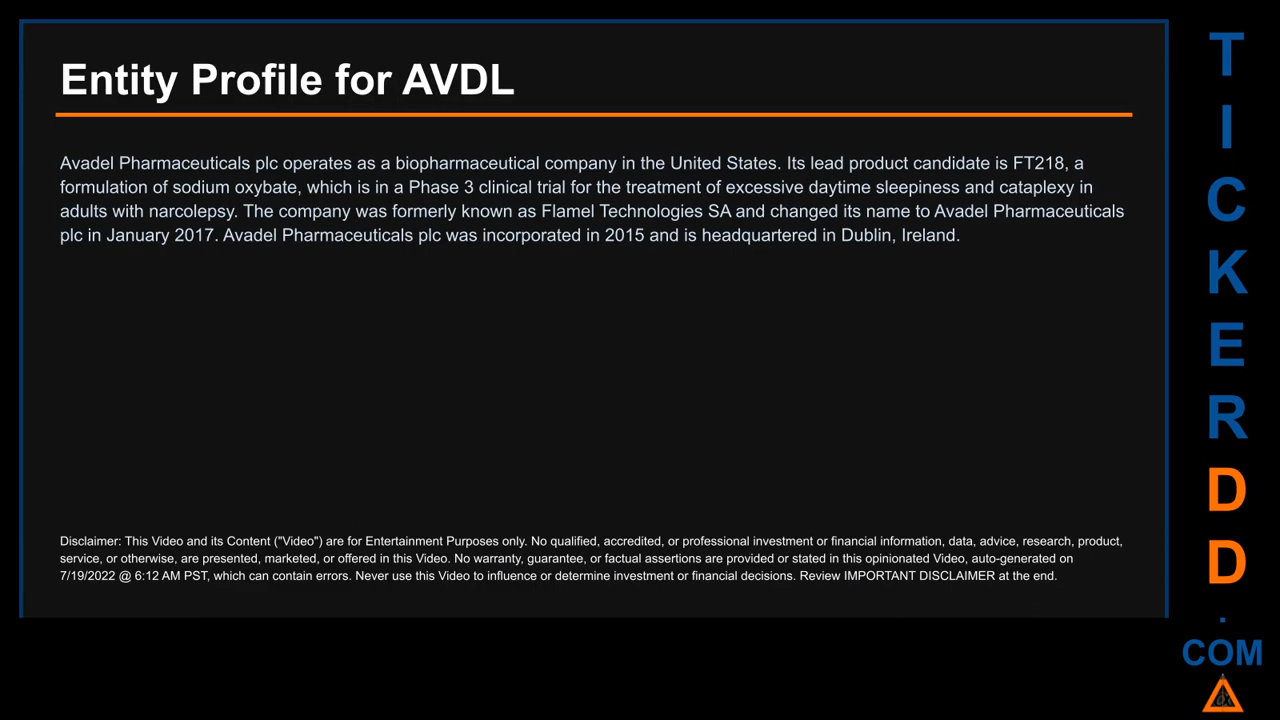 Entity Profile for AVDL
Avadel Pharmaceuticals plc operates as a biopharmaceutical company in the United States. Its lead product candidate is FT218, a
formulation of sodium oxybate, which is in a Phase 3 clinical trial for the treatment of excessive daytime sleepiness and cataplexy in
adults with narcolepsy. The company was formerly known as Flamel Technologies SA and changed its name to Avadel Pharmaceuticals
plc in January 2017. Avadel Pharmaceuticals plc was incorporated in 2015 and is headquartered in Dublin, Ireland.
Disclaimer: This Video and its Content ("Video") are for Entertainment Purposes only. No qualified, accredited, or professional investment or financial information, data, advice, research, product,
service, or otherwise, are presented, marketed, or offered in this Video. No warranty, guarantee, or factual assertions are provided or stated in this opinionated Video, auto-generated on
7/19/2022 @ 6:12 AM PST, which can contain errors. Never use this Video to influence or determine investment or financial decisions. Review IMPORTANT DISCLAIMER at the end.
T
I
C
K
E
R
D
D
.
COM